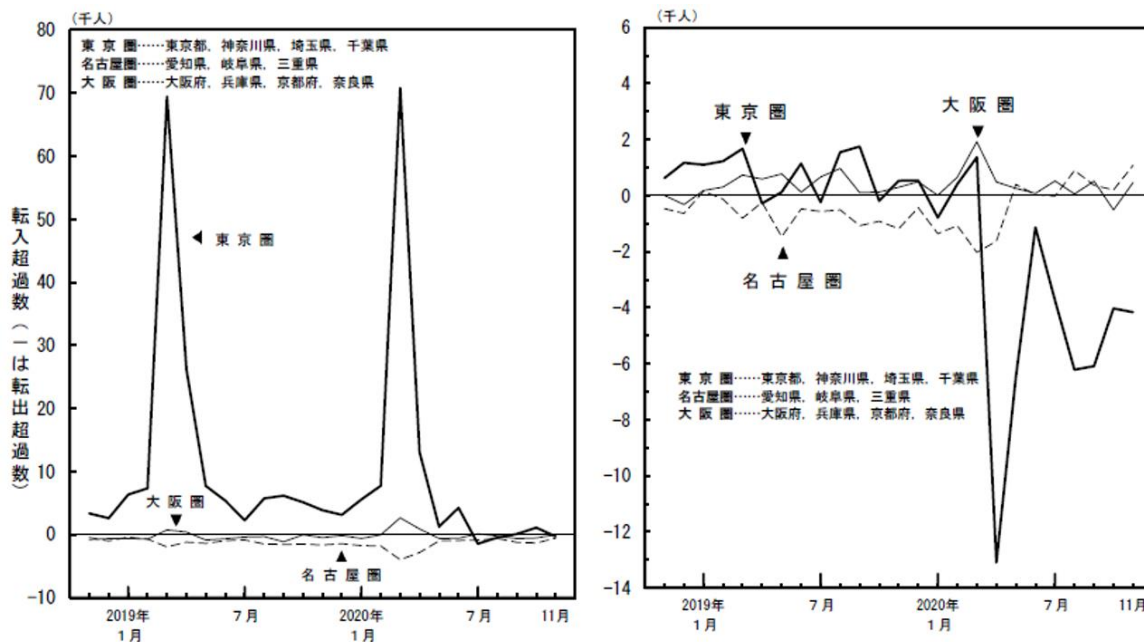 （千人）
80
70
60
50
40
30
20
10
0
-10
転入超過数（－は転出超過数）
東 京 圏……東京都，神奈川県，埼玉県，千葉県
名古屋圏……愛知県，岐阜県，三重県
大 阪 圏……大阪府，兵庫県，京都府，奈良県
東 京 圏
大 阪 圏
名 古 屋 圏
2019年
1月
7月
2020年
1月
7月
11月
（千人）
6
4
2
0
-2
-4
-6
-8
-10
-12
-14
東 京 圏
大 阪 圏
名 古 屋 圏
東 京 圏……東京都，神奈川県，埼玉県，千葉県
名古屋圏……愛知県，岐阜県，三重県
大 阪 圏……大阪府，兵庫県，京都府，奈良県
2019年
1月
7月
2020年
1月
7月
11月